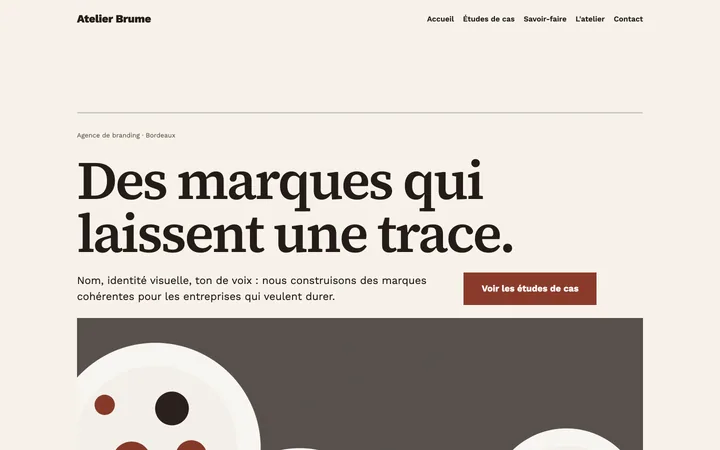 Atelier Brume
Accueil Études de cas Savoir-faire L'atelier Contact
Agence de branding · Bordeaux
Des marques qui
laissent une trace.
Nom, identité visuelle, ton de voix : nous construisons des marques
cohérentes pour les entreprises qui veulent durer.
Voir les études de cas